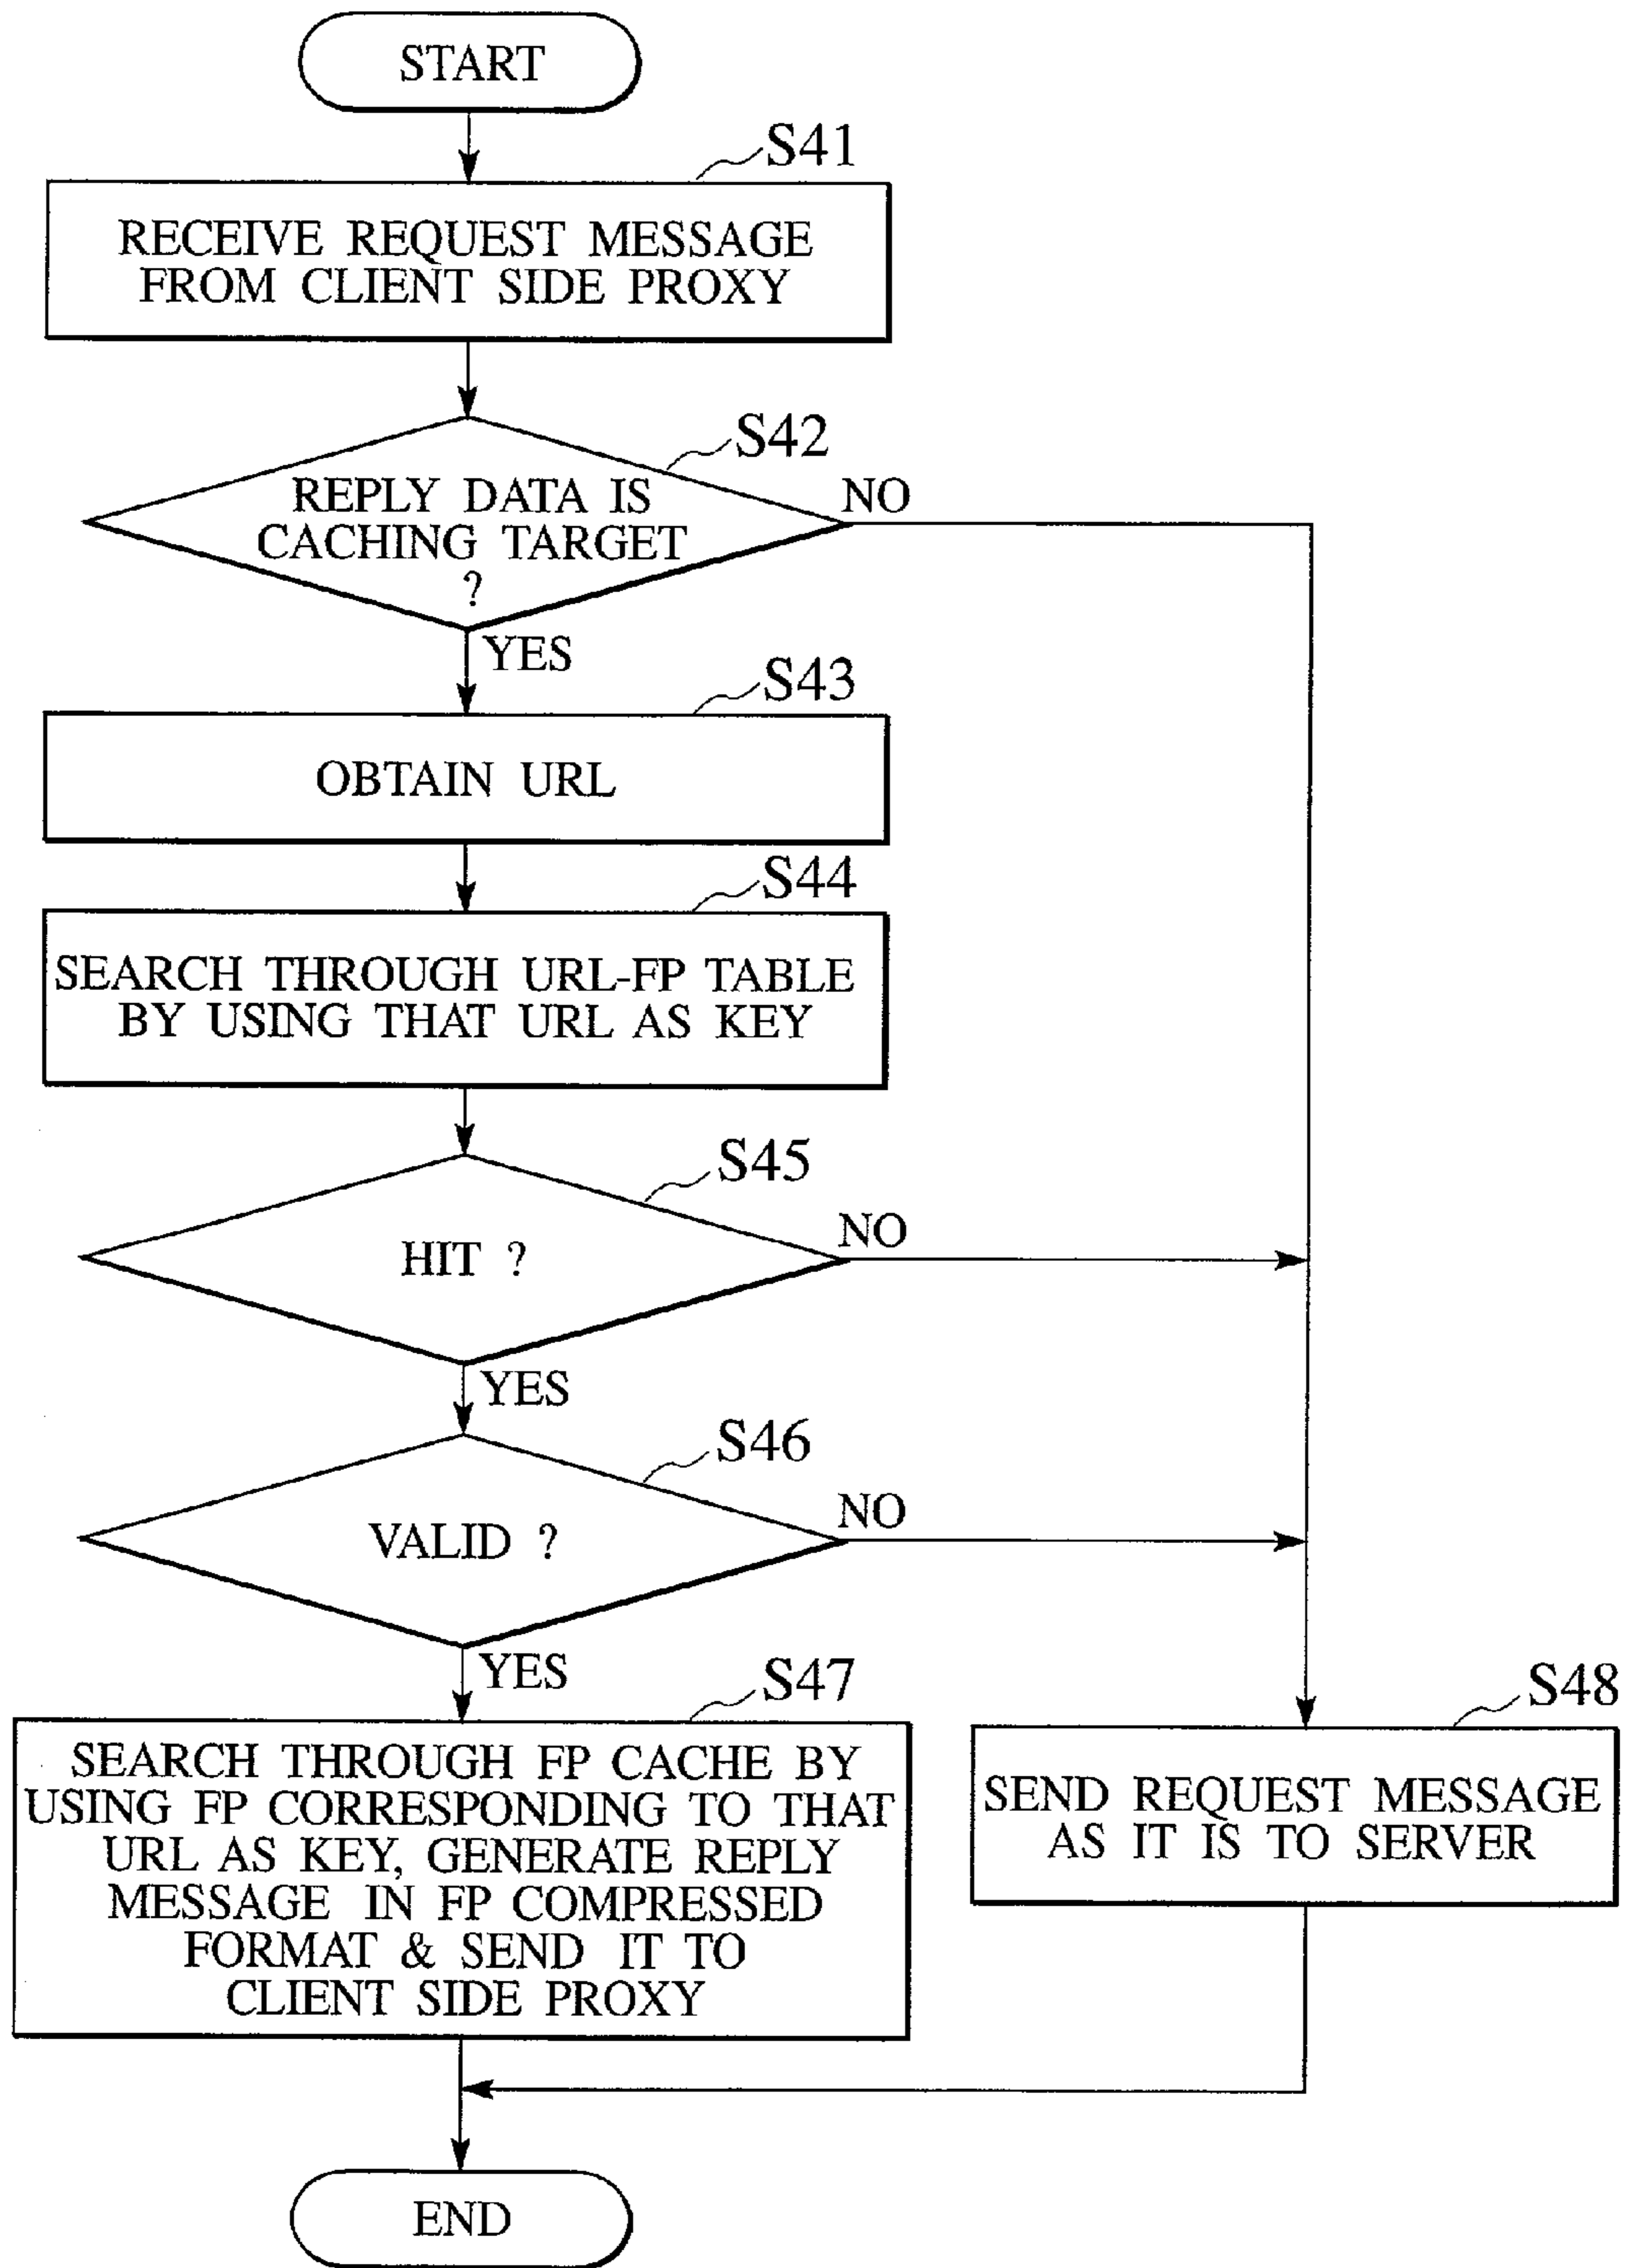 START
S41
RECEIVE REQUEST MESSAGE
FROM CLIENT SIDE PROXY
S42
REPLY DATA IS
CACHING TARGET
?
NO
YES
S43
OBTAIN URL
S44
SEARCH THROUGH URL-FP TABLE
BY USING THAT URL AS KEY
S45
HIT ?
NO
YES
S46
VALID ?
NO
YES
S47
SEARCH THROUGH FP CACHE BY
USING FP CORRESPONDING TO THAT
URL AS KEY, GENERATE REPLY
MESSAGE IN FP COMPRESSED
FORMAT & SEND IT TO
CLIENT SIDE PROXY
S48
SEND REQUEST MESSAGE
AS IT IS TO SERVER
END